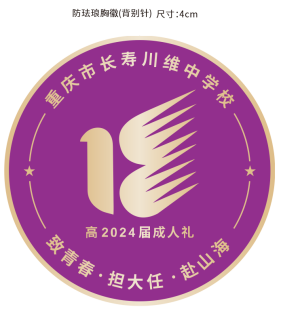 防珐琅胸徽(背别针) 尺寸:4cm
重庆市长寿川维中学校
18
高2024届成人礼
致青春·担大任·赴山海